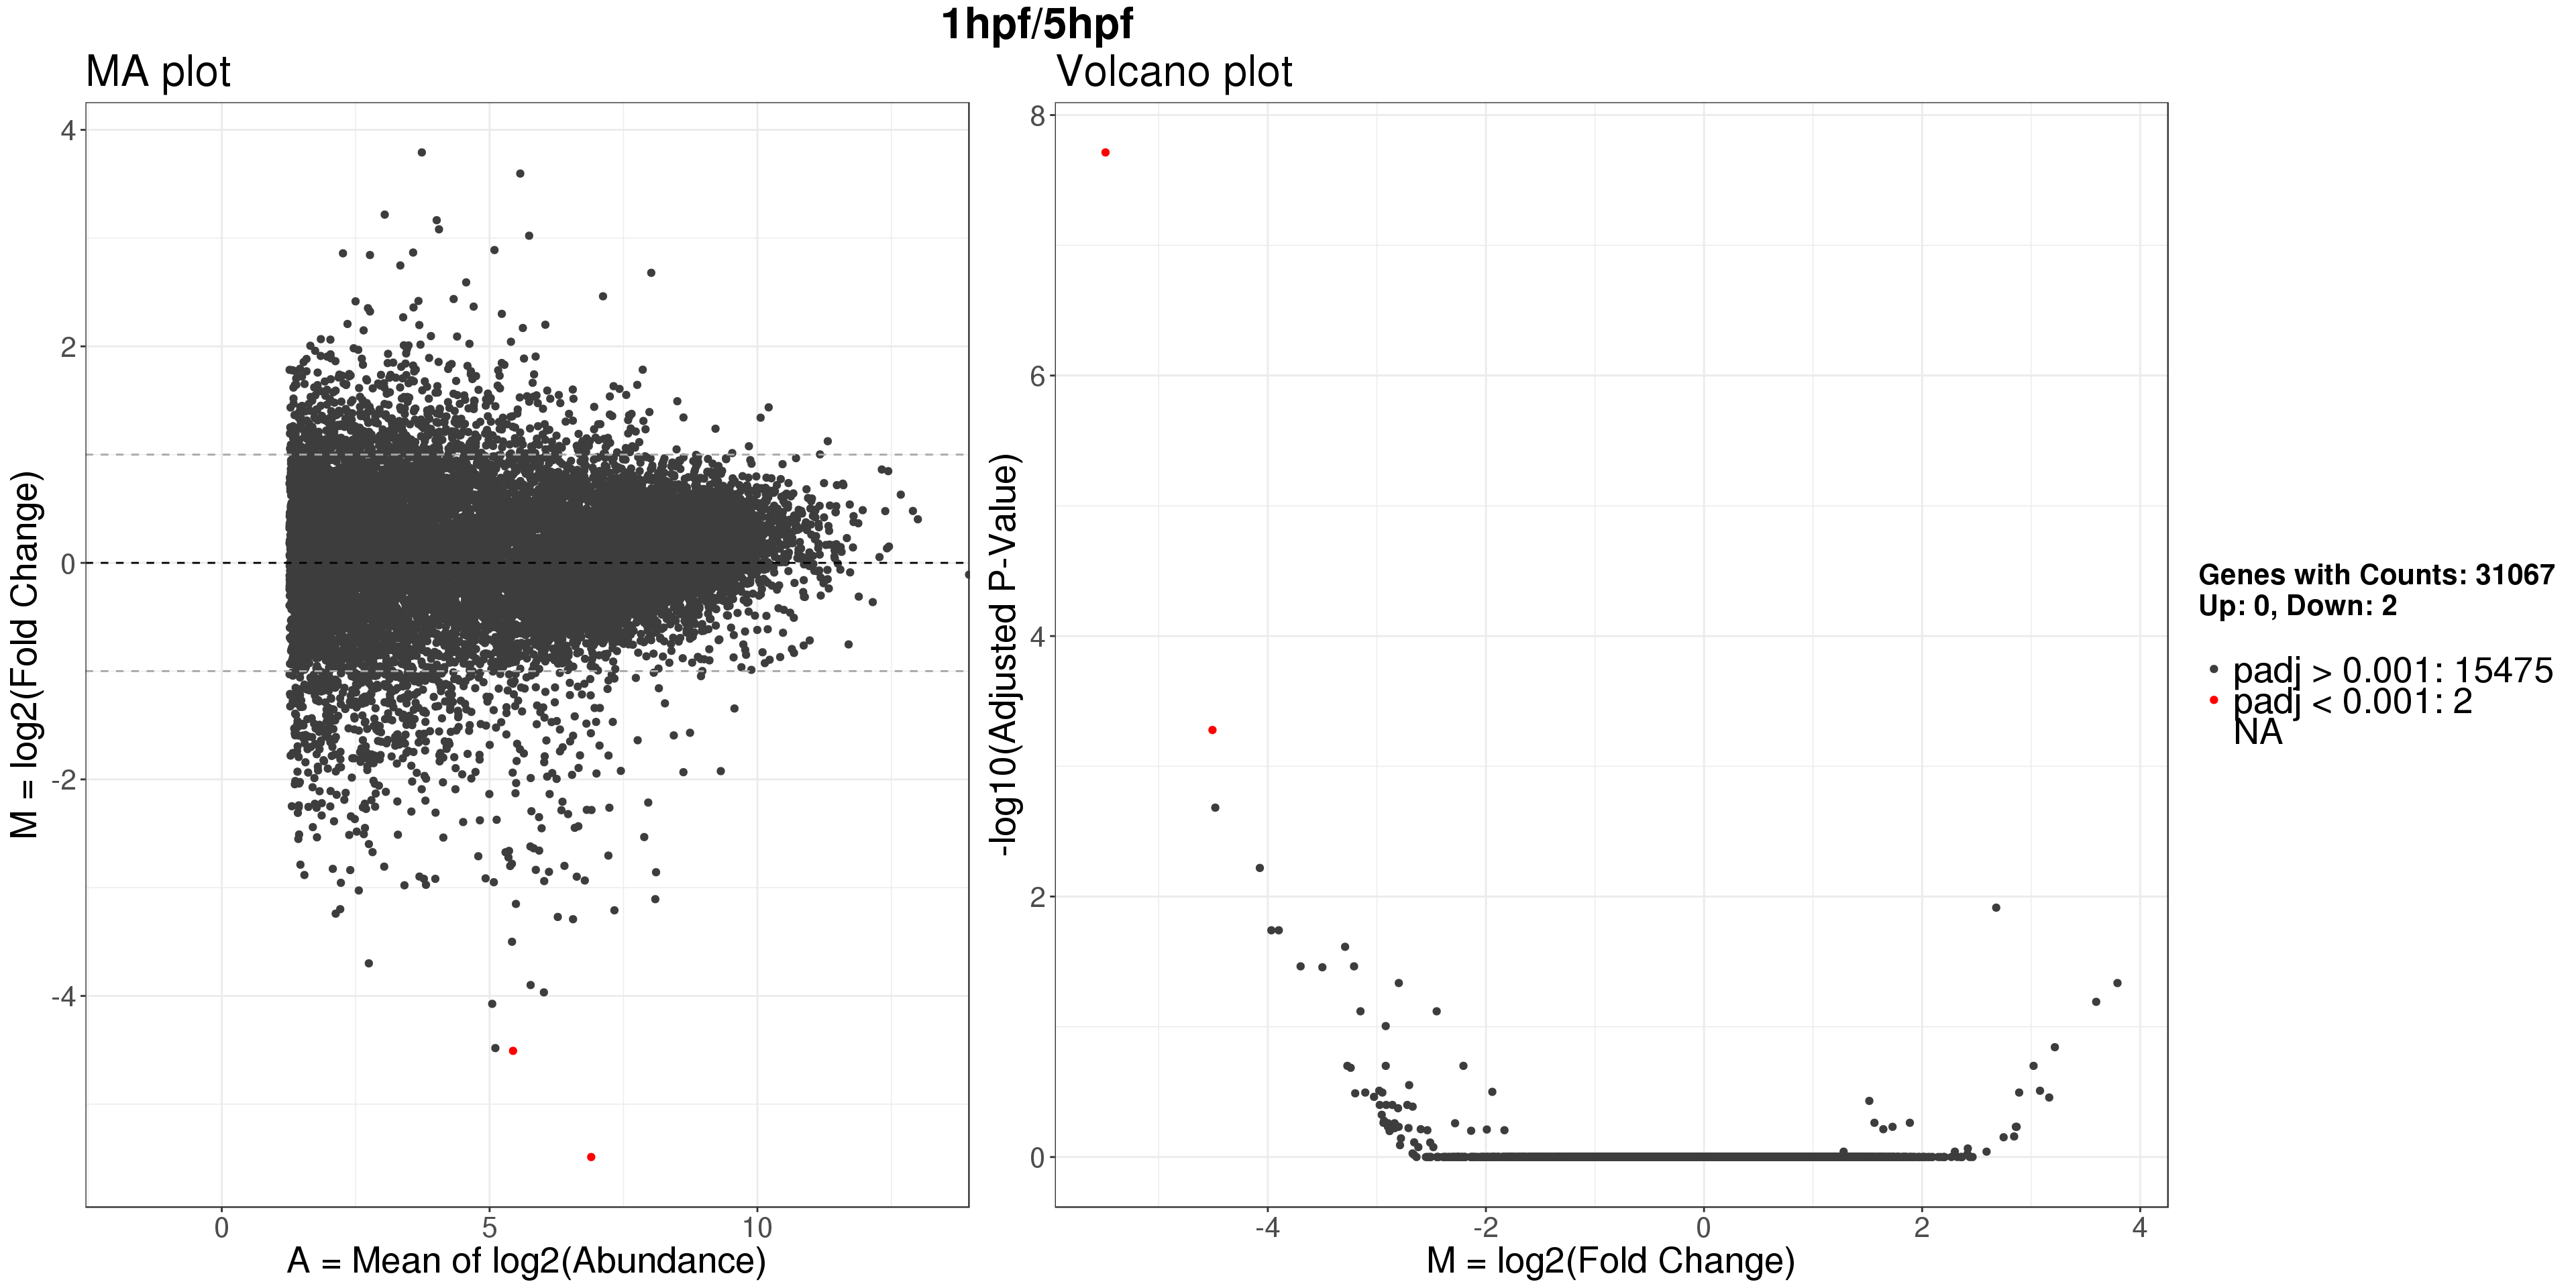 1hpf/5hpf
MA plot
4
2
0
-2
-4
0
5
10
M = log2(Fold Change)
A = Mean of log2(Abundance)
Volcano plot
8
6
4
2
0
-4
-2
0
2
4
-log10(Adjusted P-Value)
M = log2(Fold Change)
Genes with Counts: 31067
Up: 0, Down: 2
padj > 0.001: 15475
padj < 0.001: 2
NA